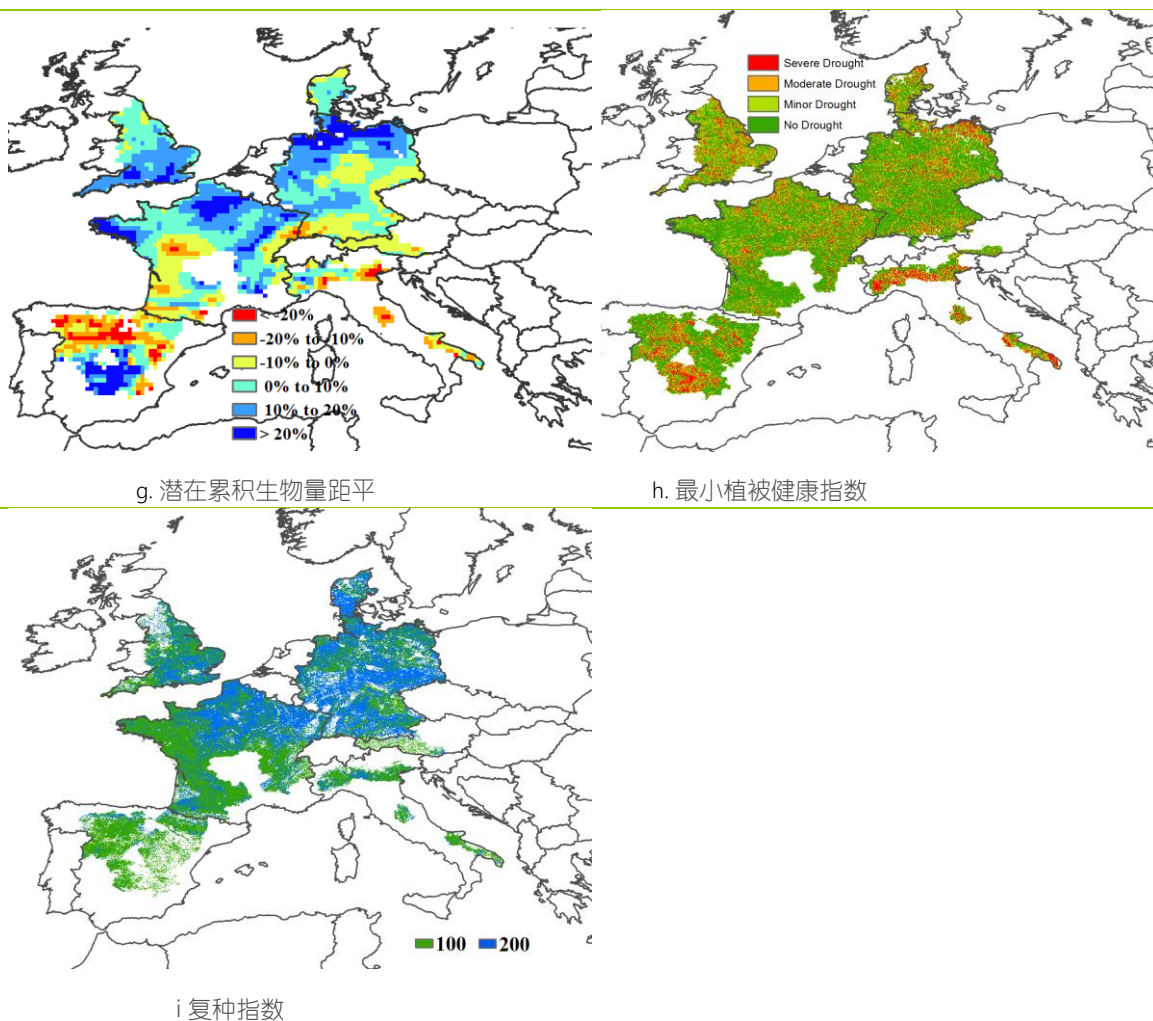 Severe Drought
Moderate Drought
Minor Drought
No Drought
< -20%
-20% to -10%
-10% to 0%
0% to 10%
10% to 20%
> 20%
g. 潜在累积生物量距平
h. 最小植被健康指数
100 200
i 复种指数